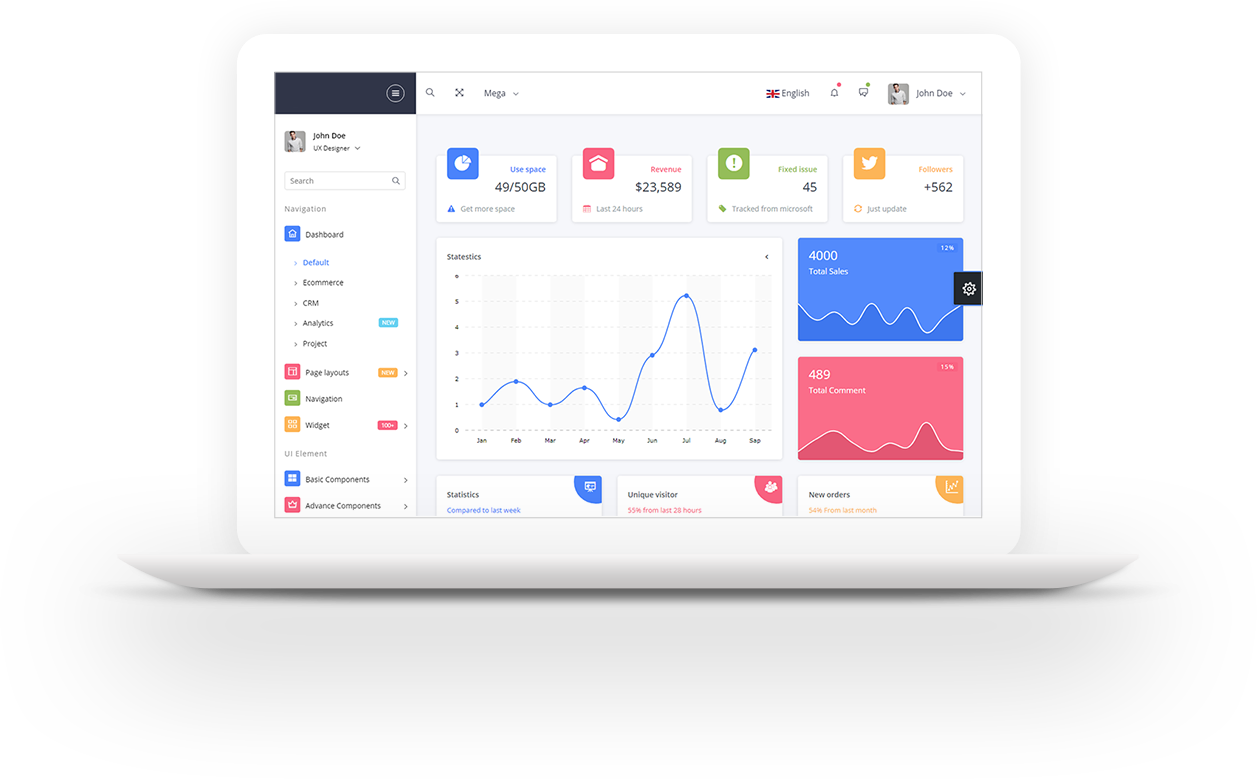 Mega
English
John Doe
John Doe
UX Designer
Search
Navigation
Dashboard
Default
Ecommerce
CRM
Analytics NEW
Project
Page layouts NEW
Navigation
Widget 100+
UI Element
Basic Components
Advance Components
Use space
49/50GB
Get more space
Revenue
$23,589
Last 24 hours
Fixed issue
45
Tracked from microsoft
Followers
+562
Just update
Statestics
6
5
4
3
2
1
0
Jan Feb Mar Apr May Jun Jul Aug Sap
12%
4000
Total Sales
15%
489
Total Comment
Statistics
Compared to last week
Unique visitor
55% from last 28 hours
New orders
54% From last month